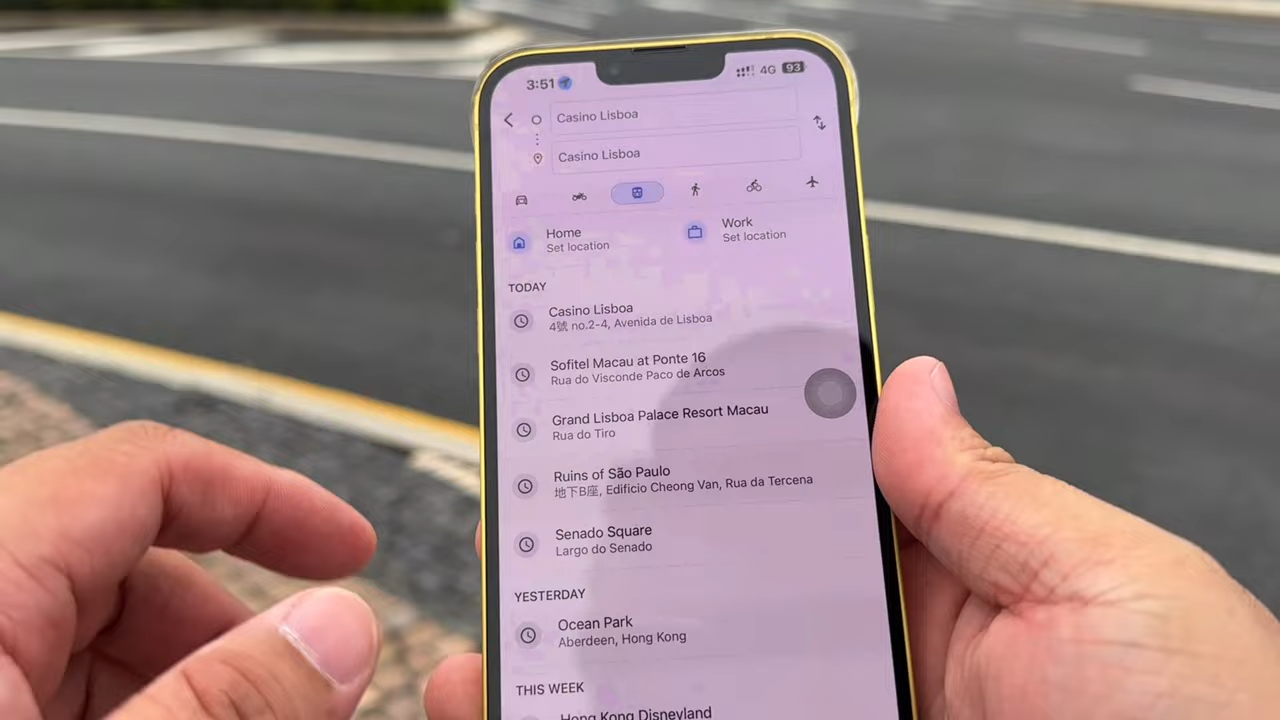 3:51
4G 93
Casino Lisboa
Casino Lisboa
Home
Set location
Work
Set location
TODAY
Casino Lisboa
4號 no.2-4, Avenida de Lisboa
Sofitel Macau at Ponte 16
Rua do Visconde Paco de Arcos
Grand Lisboa Palace Resort Macau
Rua do Tiro
Ruins of São Paulo
地下B座, Edificio Cheong Van, Rua da Tercena
Senado Square
Largo do Senado
YESTERDAY
Ocean Park
Aberdeen, Hong Kong
THIS WEEK
Hong Kong Disneyland